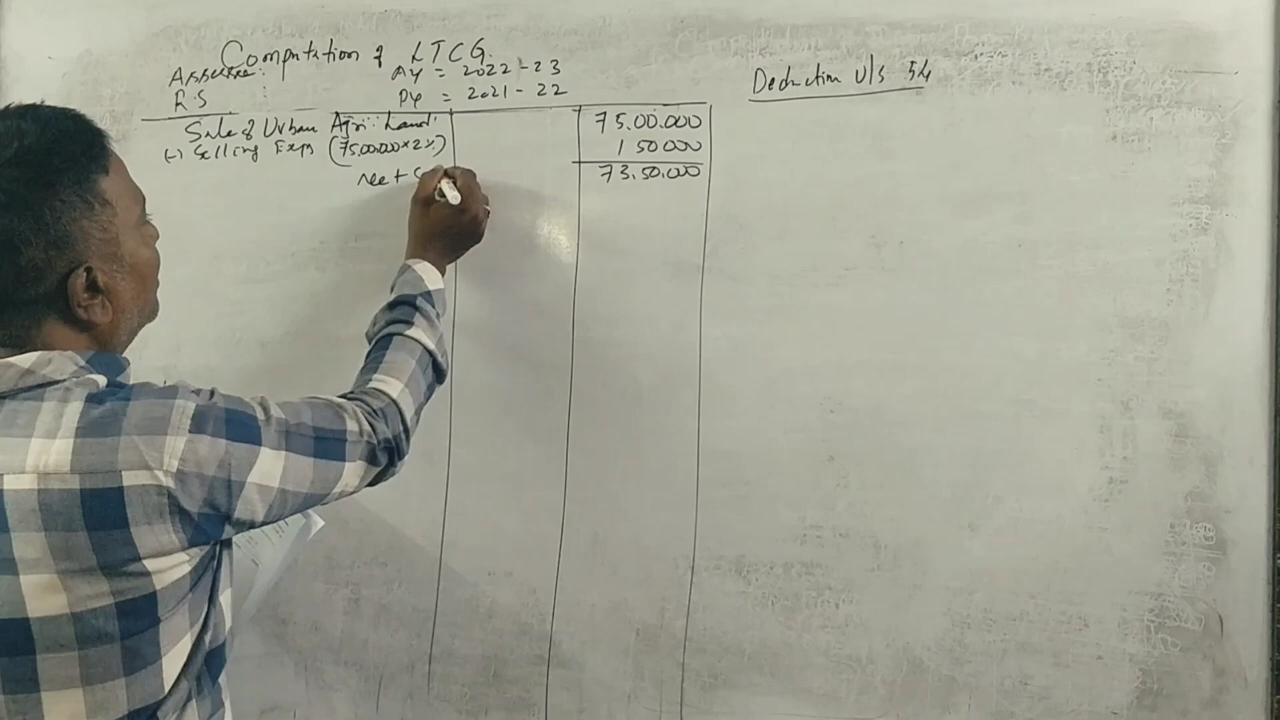 Computation of LTCG
Assessee : AY = 2022-23
R.S : PY = 2021-22
Sale of Urban Agri. Land. 75.00.000
(-) Selling Exps (75,00,000×2%) 1 50 000
Net 73,50,000
Deduction U/S 54